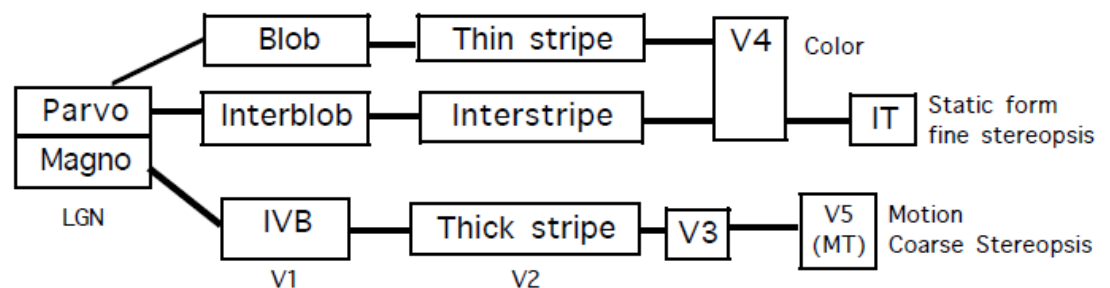 Blob
Thin stripe
V4
Color
Parvo
Interblob
Interstripe
IT
Static form
fine stereopsis
Magno
LGN
IVB
Thick stripe
V3
V5
(MT)
Motion
Coarse Stereopsis
V1
V2